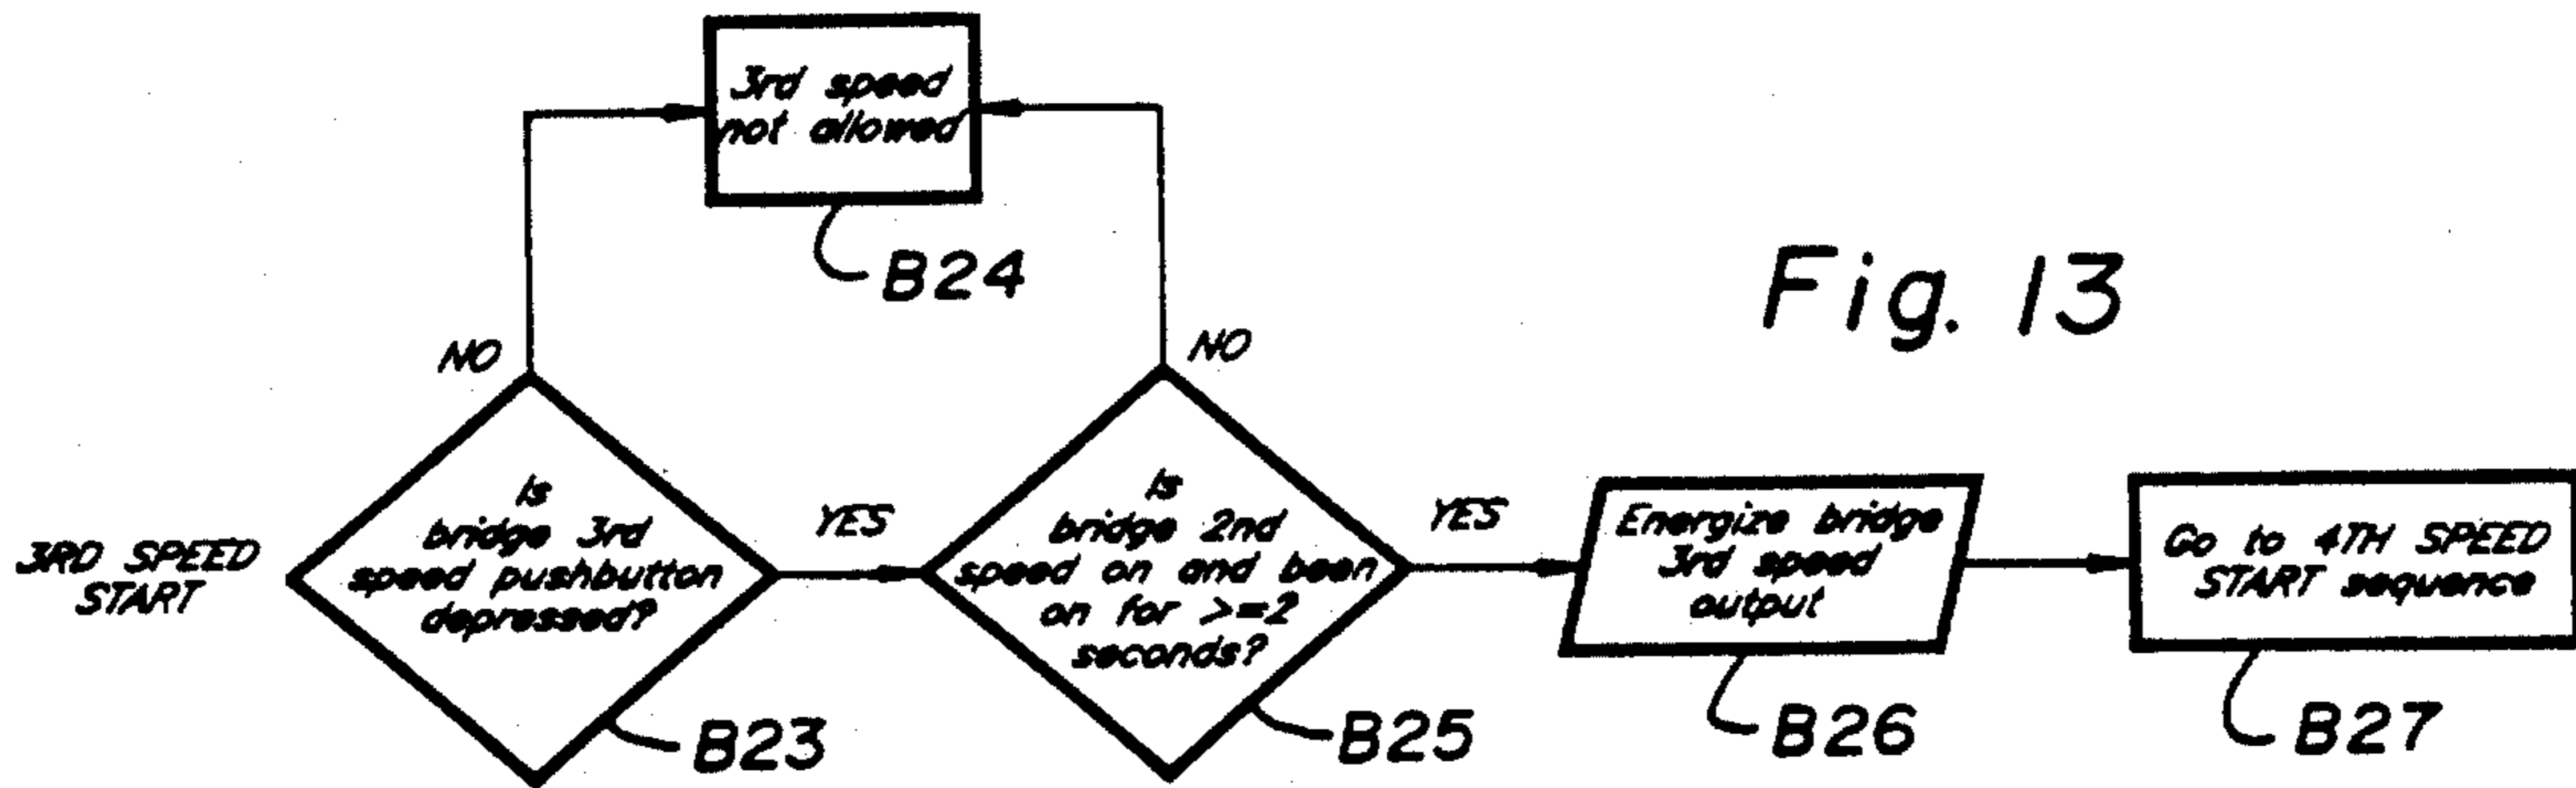 3rd speed
not allowed
B24
Fig. 13
NO
NO
3RD SPEED
START
Is
bridge 3rd
speed pushbutton
depressed?
B23
YES
Is
bridge 2nd
speed on and been
on for >=2
seconds?
B25
YES
Energize bridge
3rd speed
output
B26
Go to 4TH SPEED
START sequence
B27